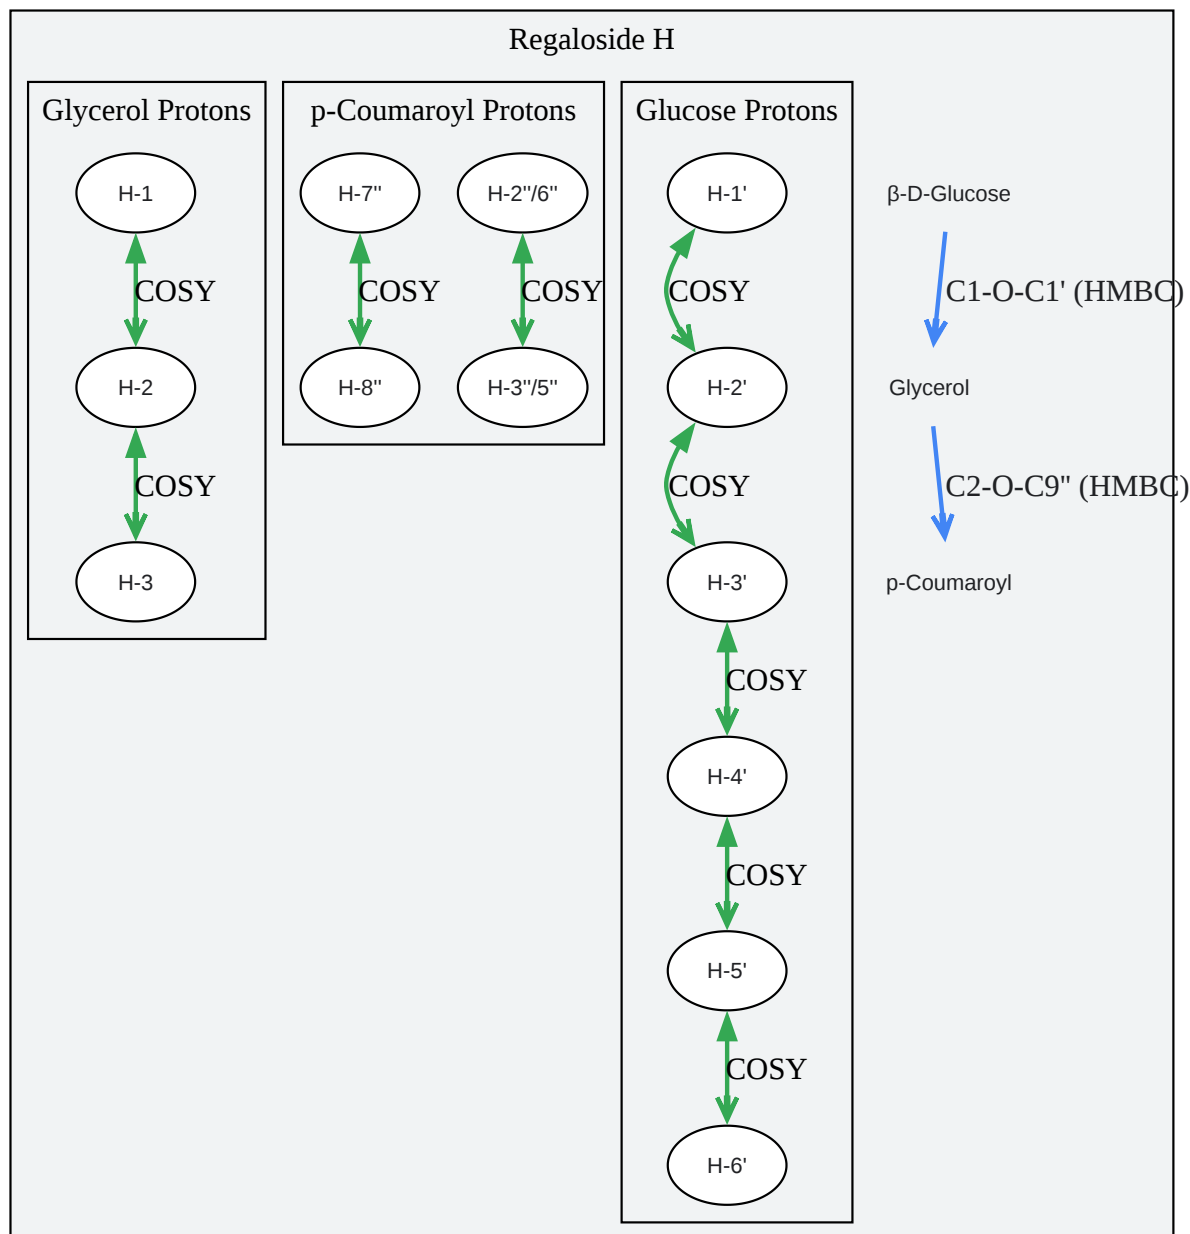 Regaloside H
Glycerol Protons
H-1
COSY
H-2
COSY
H-3
p-Coumaroyl Protons
H-7"
COSY
H-8"
H-2"/6"
COSY
H-3"/5"
Glucose Protons
H-1'
COSY
H-2'
COSY
H-3'
COSY
H-4'
COSY
H-5'
COSY
H-6'
β-D-Glucose
C1-O-C1' (HMBC)
Glycerol
C2-O-C9" (HMBC)
p-Coumaroyl